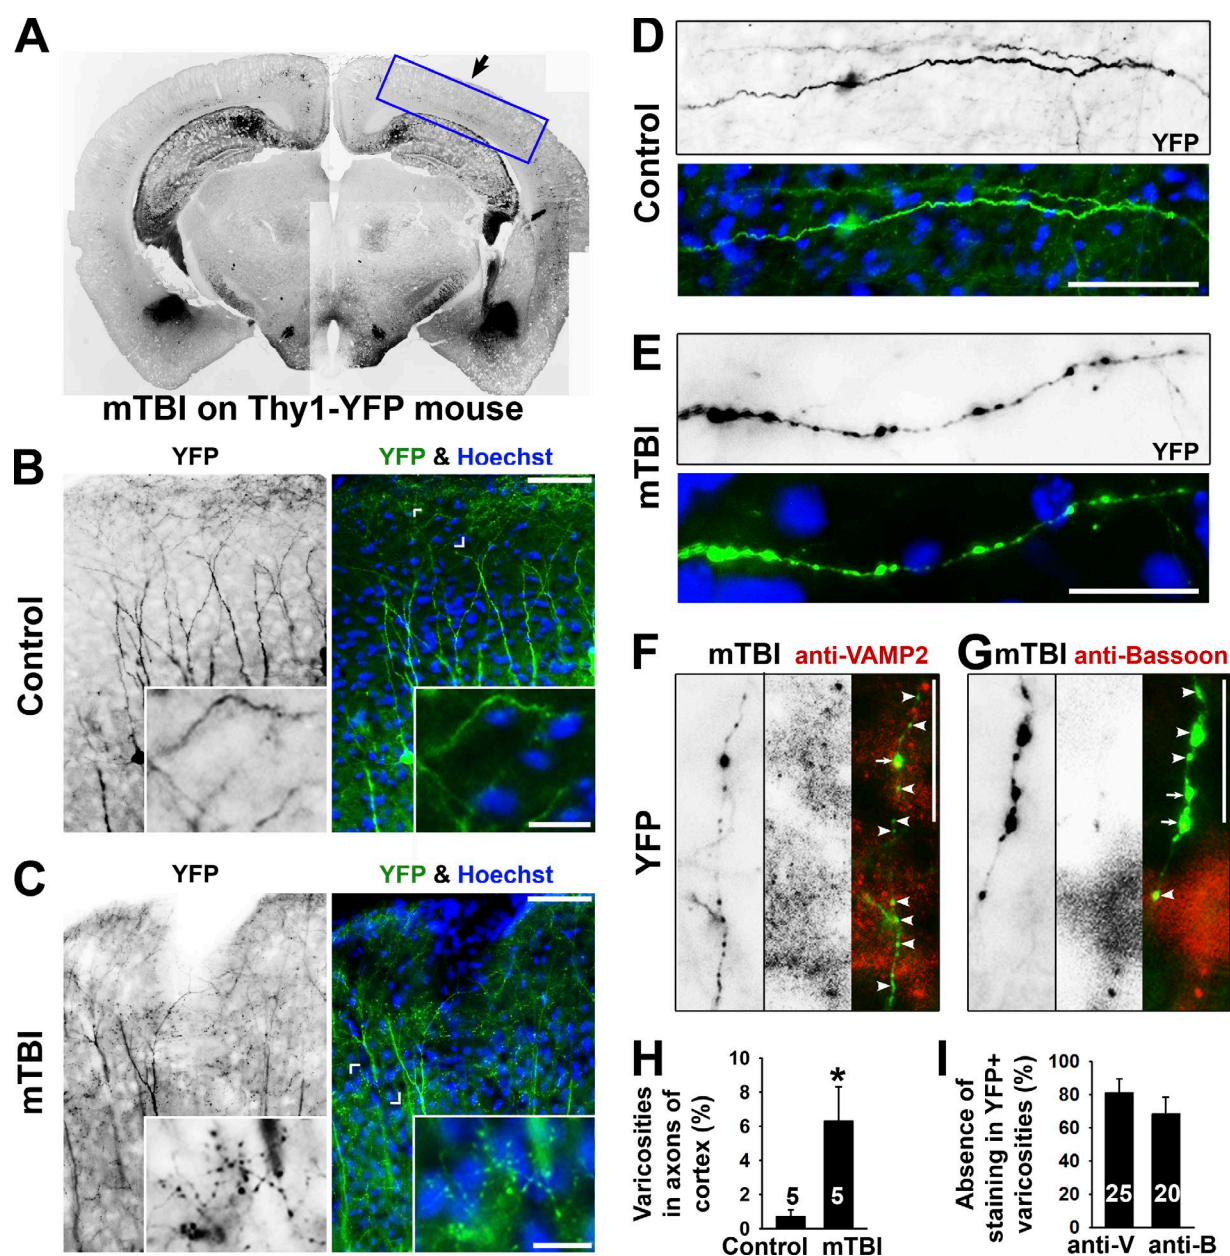 A
mTBI on Thy1-YFP mouse
B
YFP
YFP & Hoechst
Control
C
YFP
YFP & Hoechst
mTBI
D
Control
YFP
E
mTBI
YFP
F
mTBI anti-VAMP2
G
mTBI anti-Bassoon
YFP
H
Varicosities
in axons of
cortex (%)
10
8
6
4
2
0
5
*
5
Control mTBI
I
Absence of
staining in YFP+
varicosities (%)
100
80
60
40
20
0
25
20
anti-V anti-B